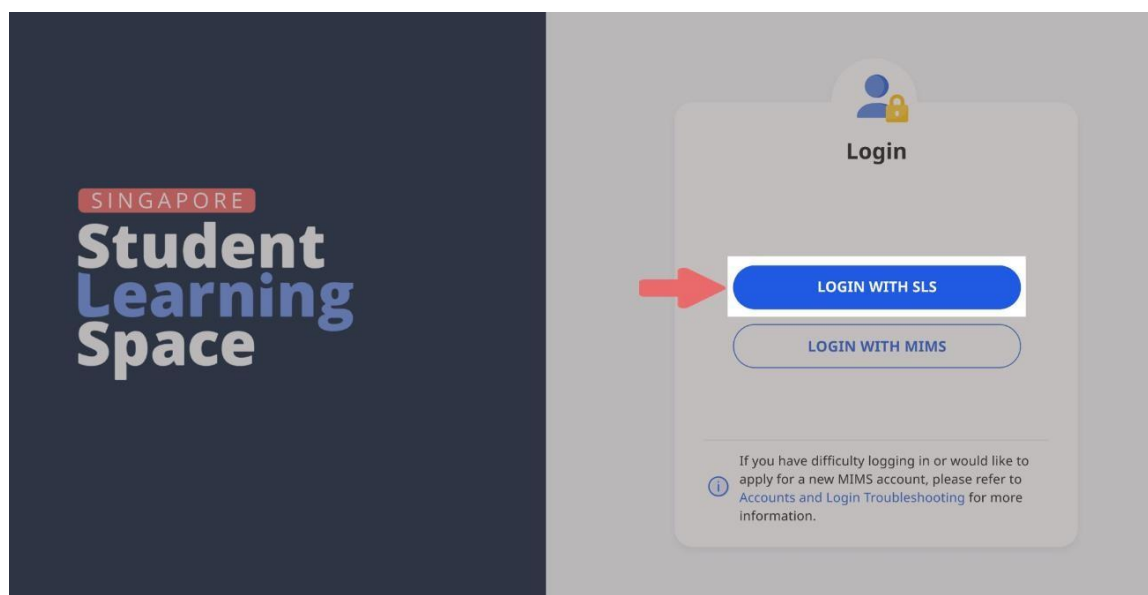 SINGAPORE
Student
Learning
Space
Login
LOGIN WITH SLS
LOGIN WITH MIMS
If you have difficulty logging in or would like to
apply for a new MIMS account, please refer to
Accounts and Login Troubleshooting for more
information.